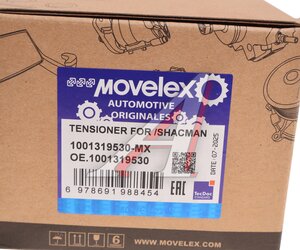 MOVELEX
AUTOMOTIVE
ORIGINALES
TENSIONER FOR /SHACMAN
1001319530-MX
OE.1001319530
DATE :07-2025
6 978691 988454
EAC
TecDoc
6
WWW.MOVELEX.COM